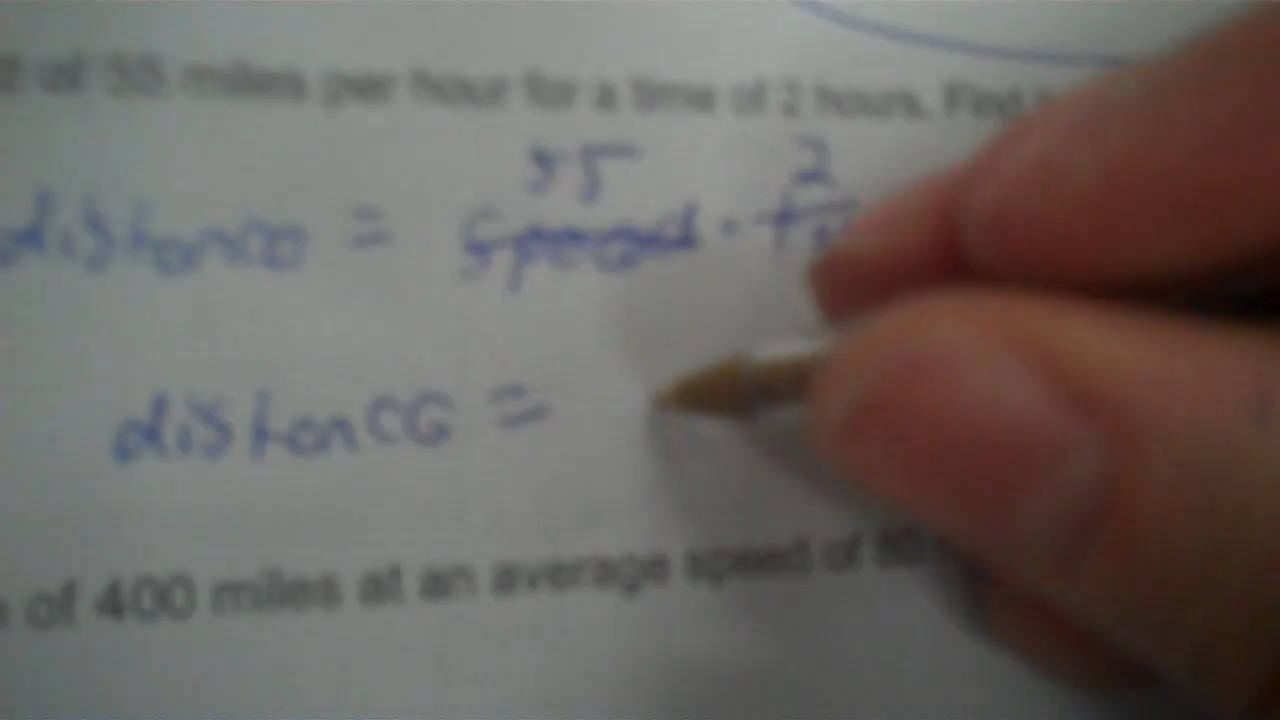 of 55 miles per hour for a time of 2 hours. Find
55 2
distance = speed ·
distance =
of 400 miles at an average speed of